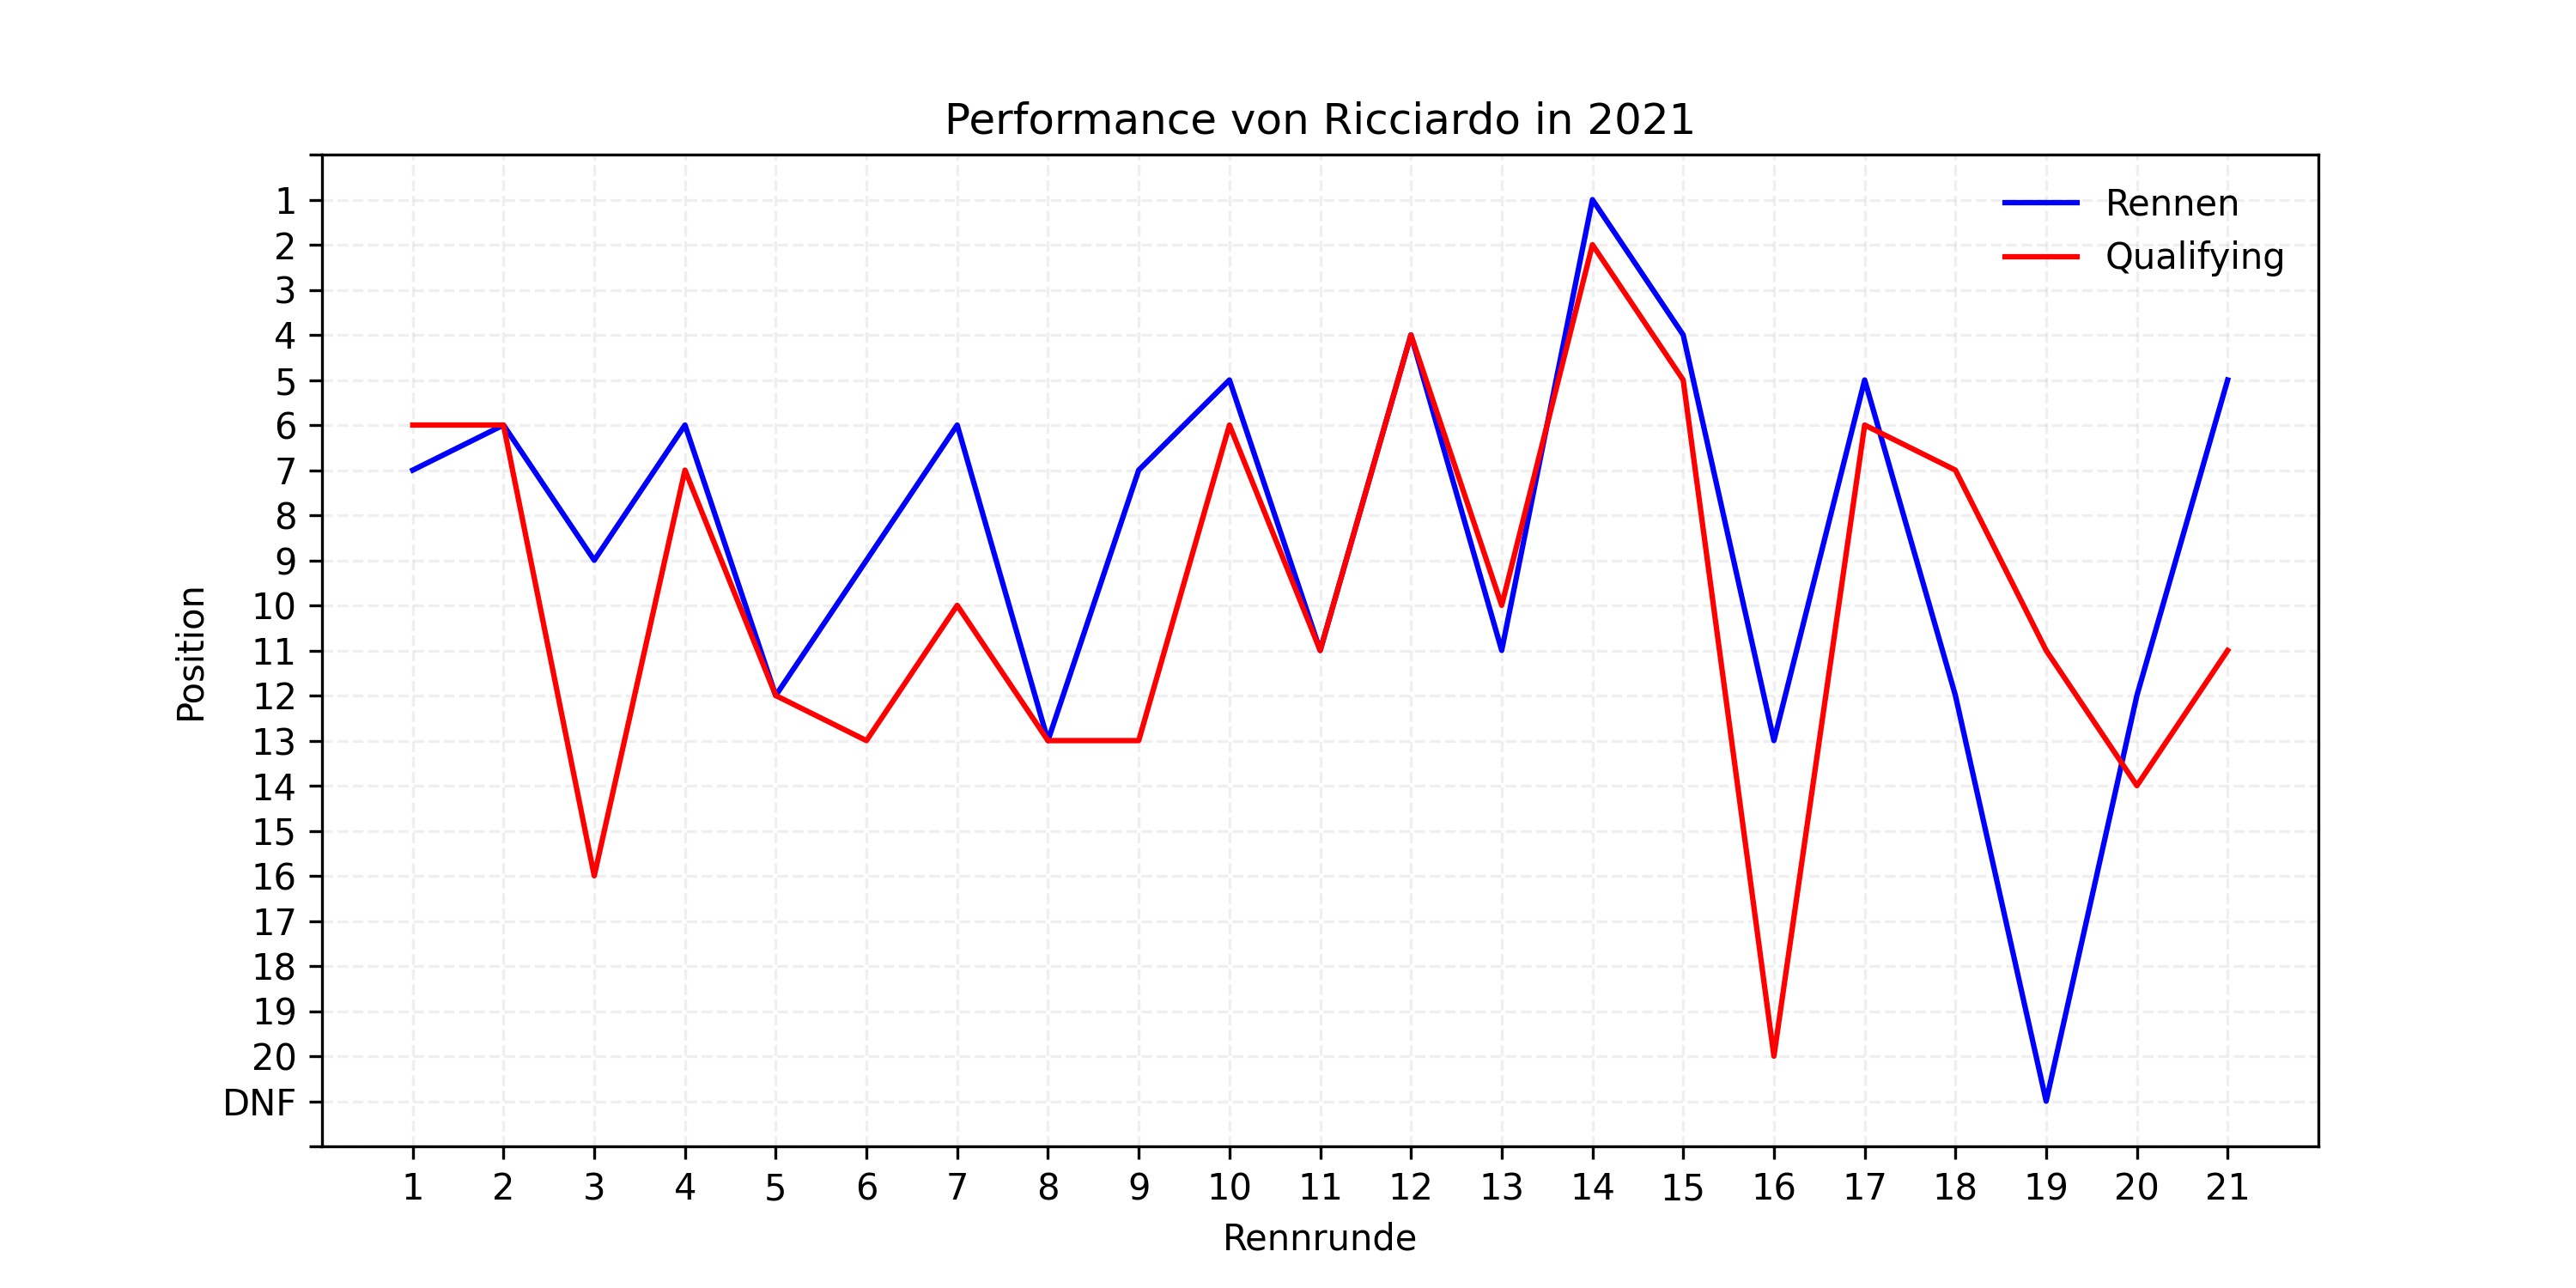 Performance von Ricciardo in 2021
Rennen
Qualifying
Position
1
2
3
4
5
6
7
8
9
10
11
12
13
14
15
16
17
18
19
20
DNF
1 2 3 4 5 6 7 8 9 10 11 12 13 14 15 16 17 18 19 20 21
Rennrunde